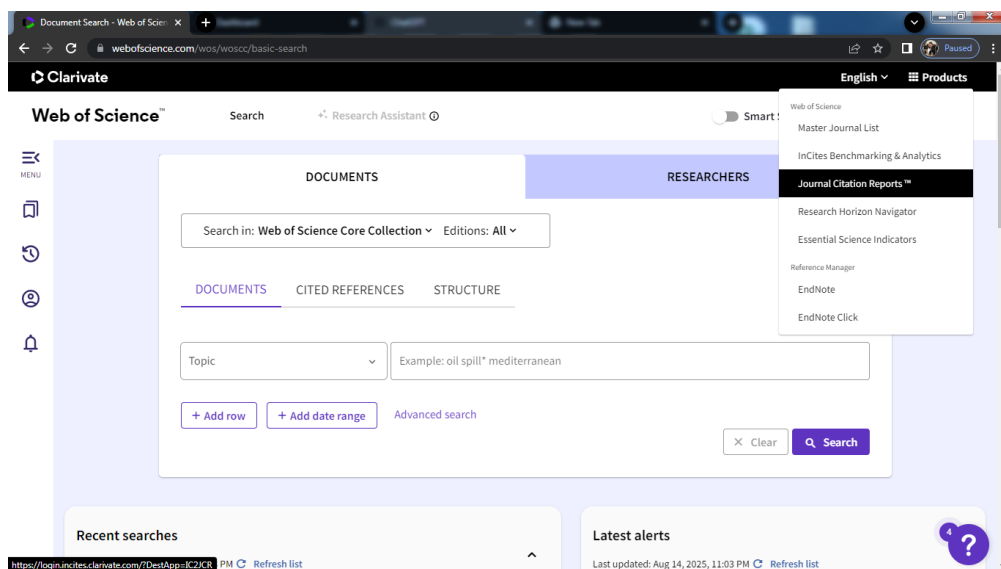 Document Search - Web of Scien
New Tab
webofscience.com/wos/woscc/basic-search
Paused
Clarivate
English
Products
Web of Science™
Search
Research Assistant
Smart S
Web of Science
Master Journal List
InCites Benchmarking & Analytics
Journal Citation Reports ™
Research Horizon Navigator
Essential Science Indicators
Reference Manager
EndNote
EndNote Click
MENU
DOCUMENTS
RESEARCHERS
Search in: Web of Science Core Collection Editions: All
DOCUMENTS CITED REFERENCES STRUCTURE
Topic
Example: oil spill* mediterranean
+ Add row
+ Add date range
Advanced search
Clear
Search
Recent searches
PM Refresh list
Latest alerts
Last updated: Aug 14, 2025, 11:03 PM Refresh list
4
?
https://login.incites.clarivate.com/?DestApp=IC2JCR